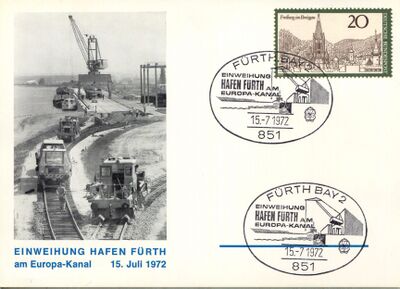 Freiburg im Breisgau
20
FÜRTH BAY 2
EINWEIHUNG
HAFEN FÜRTH AM
EUROPA-KANAL
15.-7 1972
851
FÜRTH BAY 2
EINWEIHUNG
HAFEN FÜRTH AM
EUROPA-KANAL
15.-7 1972
851
EINWEIHUNG HAFEN FÜRTH
am Europa-Kanal 15. Juli 1972